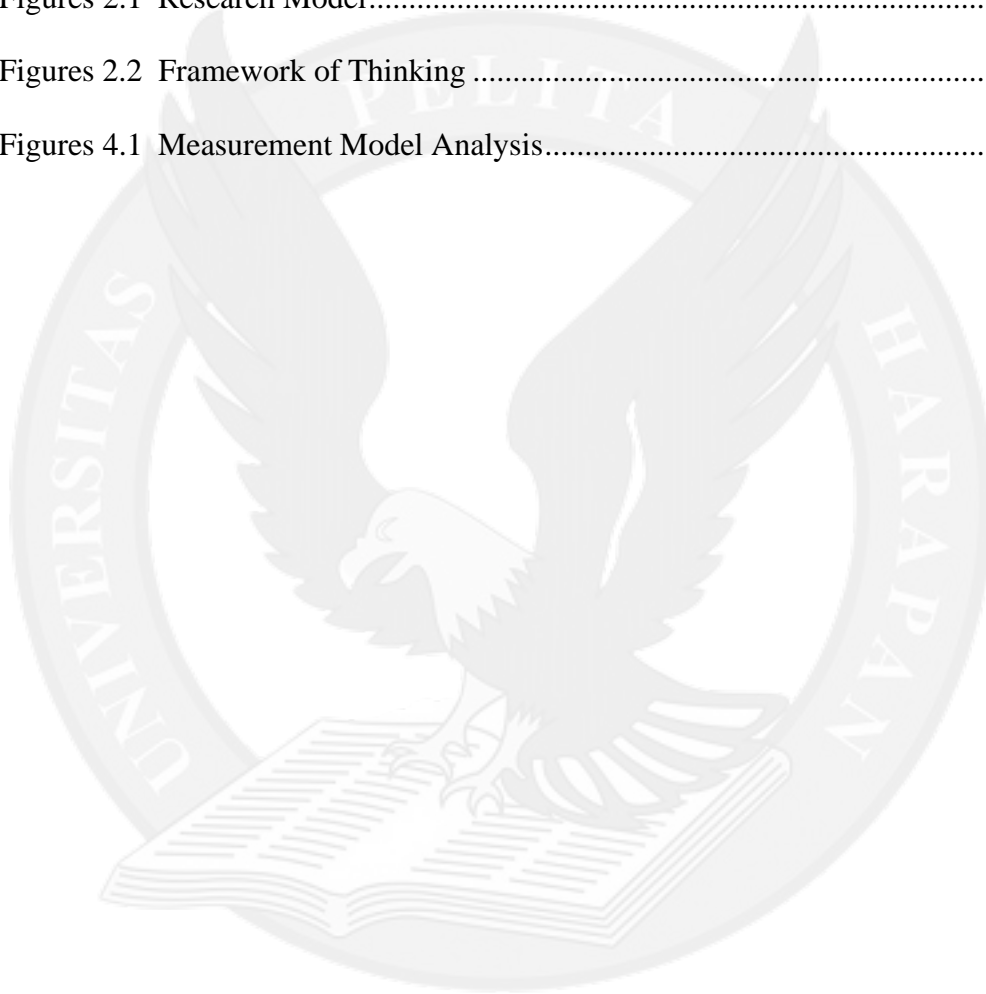 Figures 2.1 Research Model..........................................................................
Figures 2.2 Framework of Thinking ...............................................................
Figures 4.1 Measurement Model Analysis......................................................
UNIVERSITAS PELITA HARAPAN